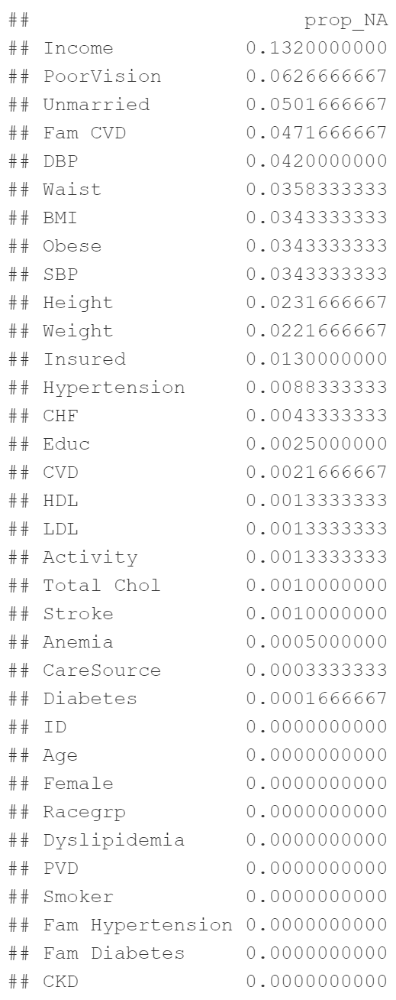 ##                     prop_NA
## Income           0.1320000000
## PoorVision       0.0626666667
## Unmarried        0.0501666667
## Fam CVD          0.0471666667
## DBP              0.0420000000
## Waist            0.0358333333
## BMI              0.0343333333
## Obese            0.0343333333
## SBP              0.0343333333
## Height           0.0231666667
## Weight           0.0221666667
## Insured          0.0130000000
## Hypertension     0.0088333333
## CHF              0.0043333333
## Educ             0.0025000000
## CVD              0.0021666667
## HDL              0.0013333333
## LDL              0.0013333333
## Activity         0.0013333333
## Total Chol       0.0010000000
## Stroke           0.0010000000
## Anemia           0.0005000000
## CareSource       0.0003333333
## Diabetes         0.0001666667
## ID               0.0000000000
## Age              0.0000000000
## Female           0.0000000000
## Racegrp          0.0000000000
## Dyslipidemia     0.0000000000
## PVD              0.0000000000
## Smoker           0.0000000000
## Fam Hypertension 0.0000000000
## Fam Diabetes     0.0000000000
## CKD              0.0000000000